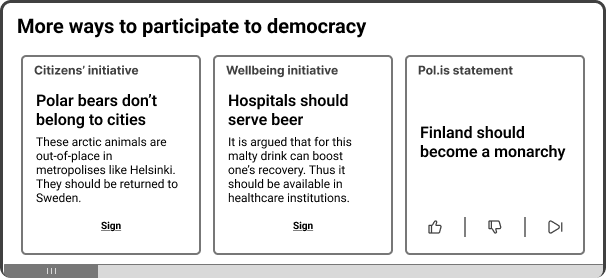 More ways to participate to democracy
Citizens’ initiative
Polar bears don’t
belong to cities
These arctic animals are
out-of-place in
metropolises like Helsinki.
They should be returned to
Sweden.
Sign
Wellbeing initiative
Hospitals should
serve beer
It is argued that for this
malty drink can boost
one’s recovery. Thus it
should be available in
healthcare institutions.
Sign
Pol.is statement
Finland should
become a monarchy